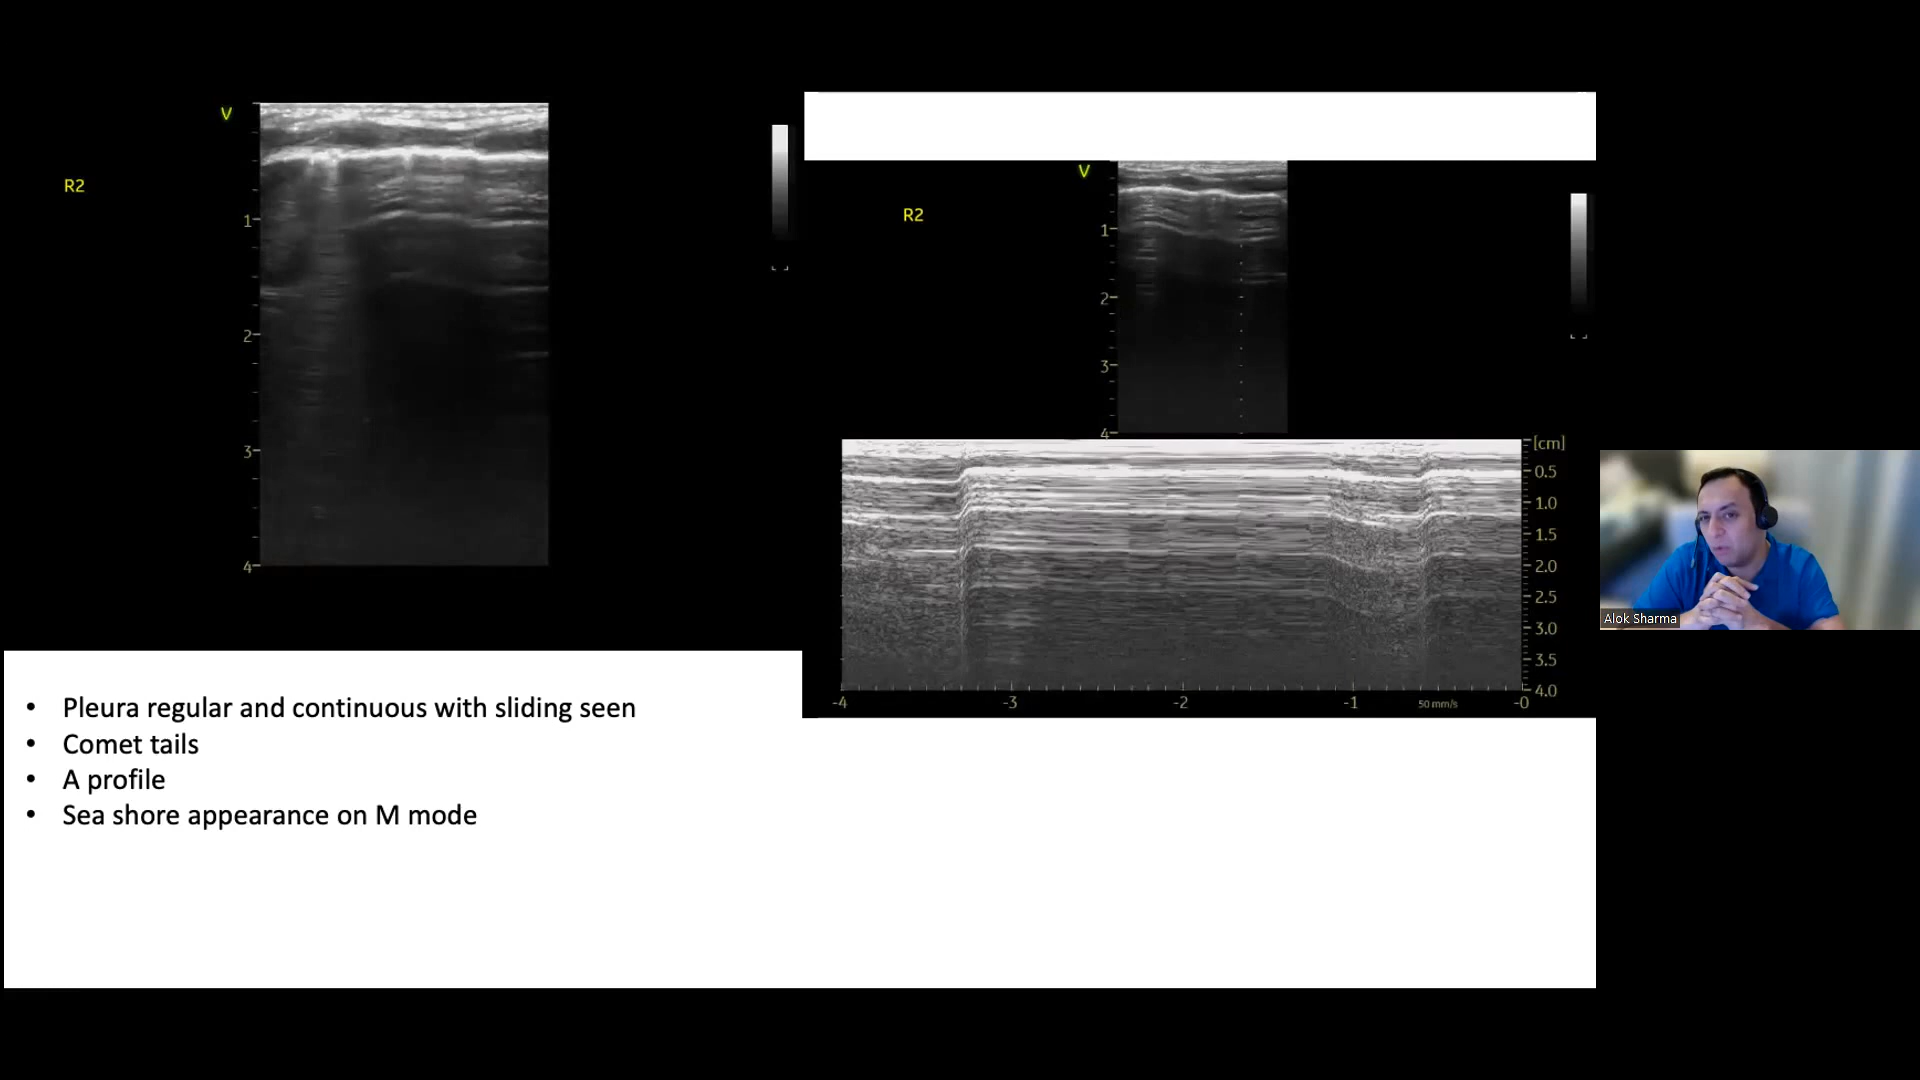 V
R2
1
2
3
4
V
R2
1
2
3
4
[cm]
0.5
1.0
1.5
2.0
2.5
3.0
3.5
4.0
-4
-3
-2
-1
50 mm/s
-0
Alok Sharma
• Pleura regular and continuous with sliding seen
• Comet tails
• A profile
• Sea shore appearance on M mode